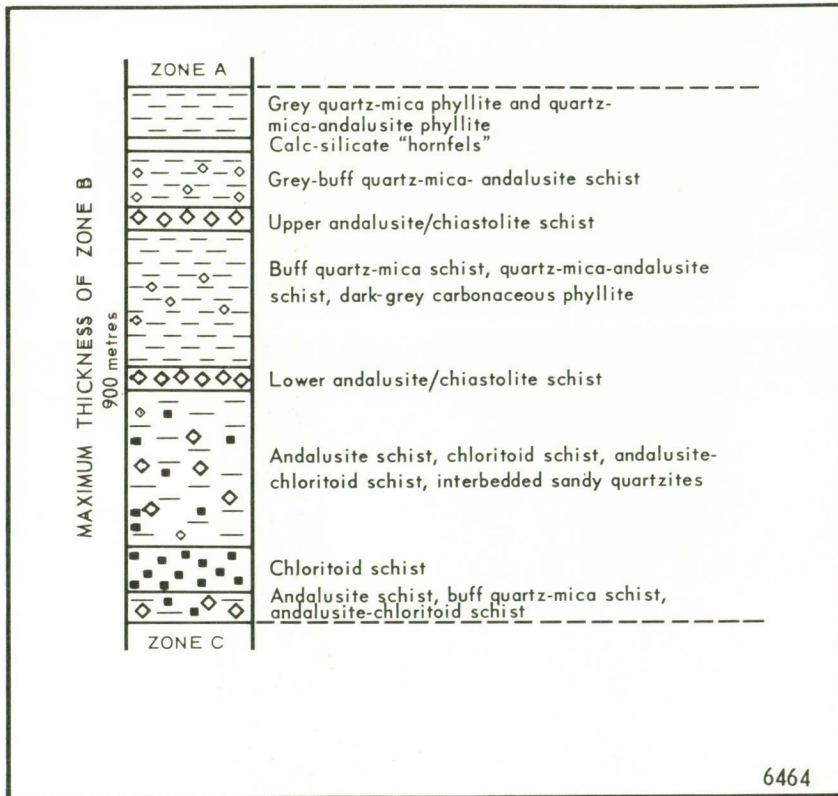 ZONE A
Grey quartz-mica phyllite and quartz-
mica-andalusite phyllite
Calc-silicate "hornfels"
Grey-buff quartz-mica- andalusite schist
Upper andalusite/chiastolite schist
Buff quartz-mica schist, quartz-mica-andalusite
schist, dark-grey carbonaceous phyllite
MAXIMUM THICKNESS OF ZONE B
900 metres
Lower andalusite/chiastolite schist
Andalusite schist, chloritoid schist, andalusite-
chloritoid schist, interbedded sandy quartzites
Chloritoid schist
Andalusite schist, buff quartz-mica schist,
andalusite-chloritoid schist
ZONE C
6464